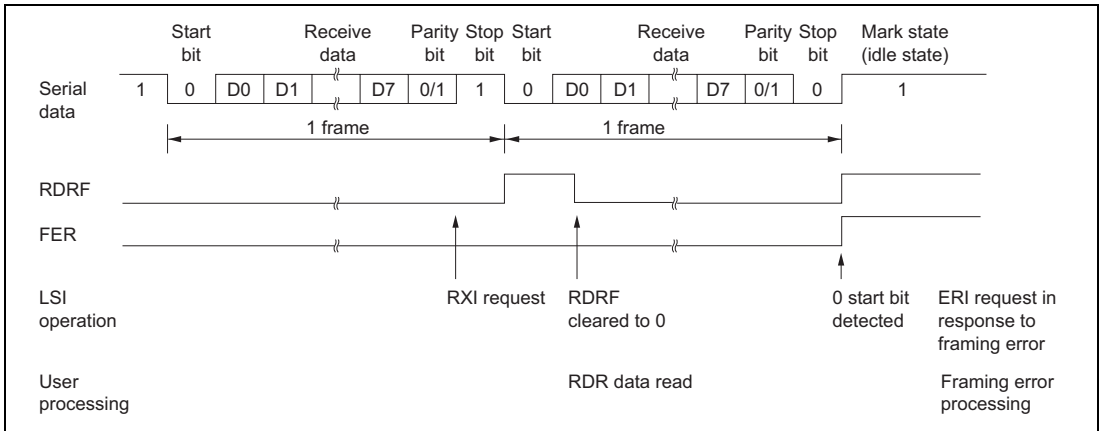 Start Receive Parity Stop Start Receive Parity Stop Mark state
bit data bit bit bit data bit bit (idle state)
Serial 1 0 D0 D1 D7 0/1 1 0 D0 D1 D7 0/1 0 1
data
1 frame 1 frame
RDRF
FER
LSI RXI request RDRF 0 start bit ERI request in
operation cleared to 0 detected response to
framing error
User RDR data read Framing error
processing processing